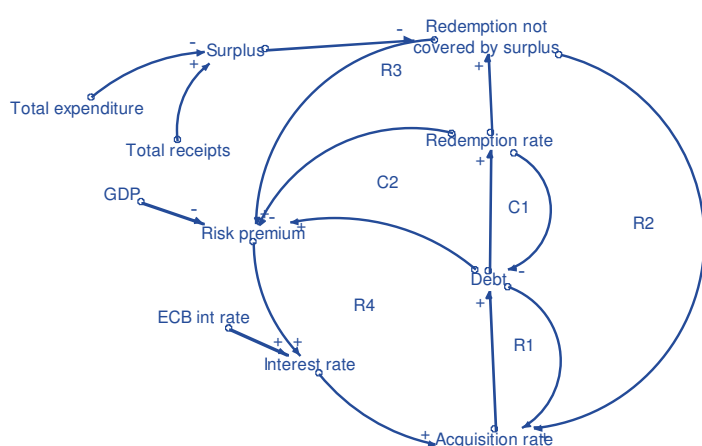 Redemption not
covered by surplus
-
-
Surplus
+
R3
+
Total expenditure
Total receipts
Redemption rate
+
C2
GDP
-
C1
R2
+
-
+
Risk premium
Debt
-
+
R4
ECB int rate
+
+
R1
Interest rate
+
Acquisition rate
+